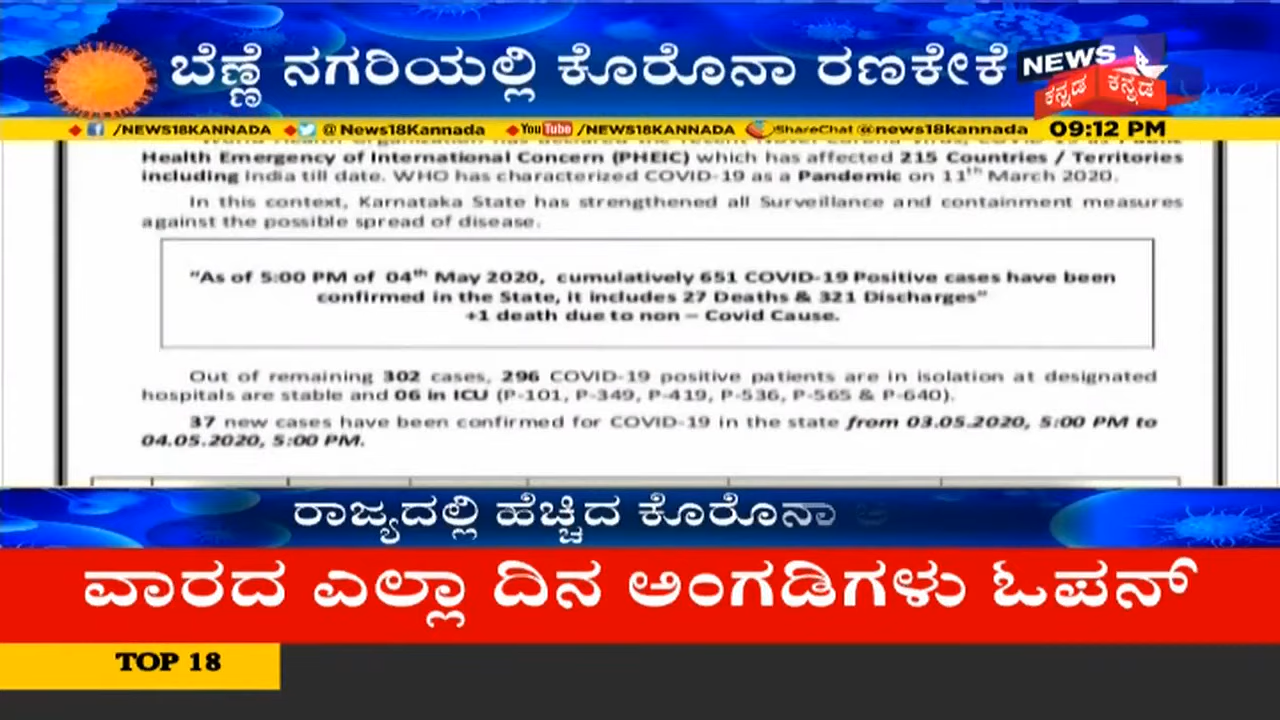 ಬೆಣ್ಣೆ ನಗರಿಯಲ್ಲಿ ಕೊರೊನಾ ರಣಕೇಕೆ
NEWS
ಕನ್ನಡ ಕನ್ನಡ
/NEWS18KANNADA @News18Kannada YouTube /NEWS18KANNADA ShareChat @news18kannada 09:12 PM
Health Emergency of International Concern (PHEIC) which has affected 215 Countries / Territories
including India till date. WHO has characterized COVID-19 as a Pandemic on 11th March 2020.
In this context, Karnataka State has strengthened all Surveillance and containment measures
against the possible spread of disease.
"As of 5:00 PM of 04th May 2020, cumulatively 651 COVID-19 Positive cases have been
confirmed in the State, it includes 27 Deaths & 321 Discharges"
+1 death due to non – Covid Cause.
Out of remaining 302 cases, 296 COVID-19 positive patients are in isolation at designated
hospitals are stable and 06 in ICU (P-101, P-349, P-419, P-536, P-565 & P-640).
37 new cases have been confirmed for COVID-19 in the state from 03.05.2020, 5:00 PM to
04.05.2020, 5:00 PM.
ರಾಜ್ಯದಲ್ಲಿ ಹೆಚ್ಚಿದ ಕೊರೊನಾ
ವಾರದ ಎಲ್ಲಾ ದಿನ ಅಂಗಡಿಗಳು ಓಪನ್
TOP 18